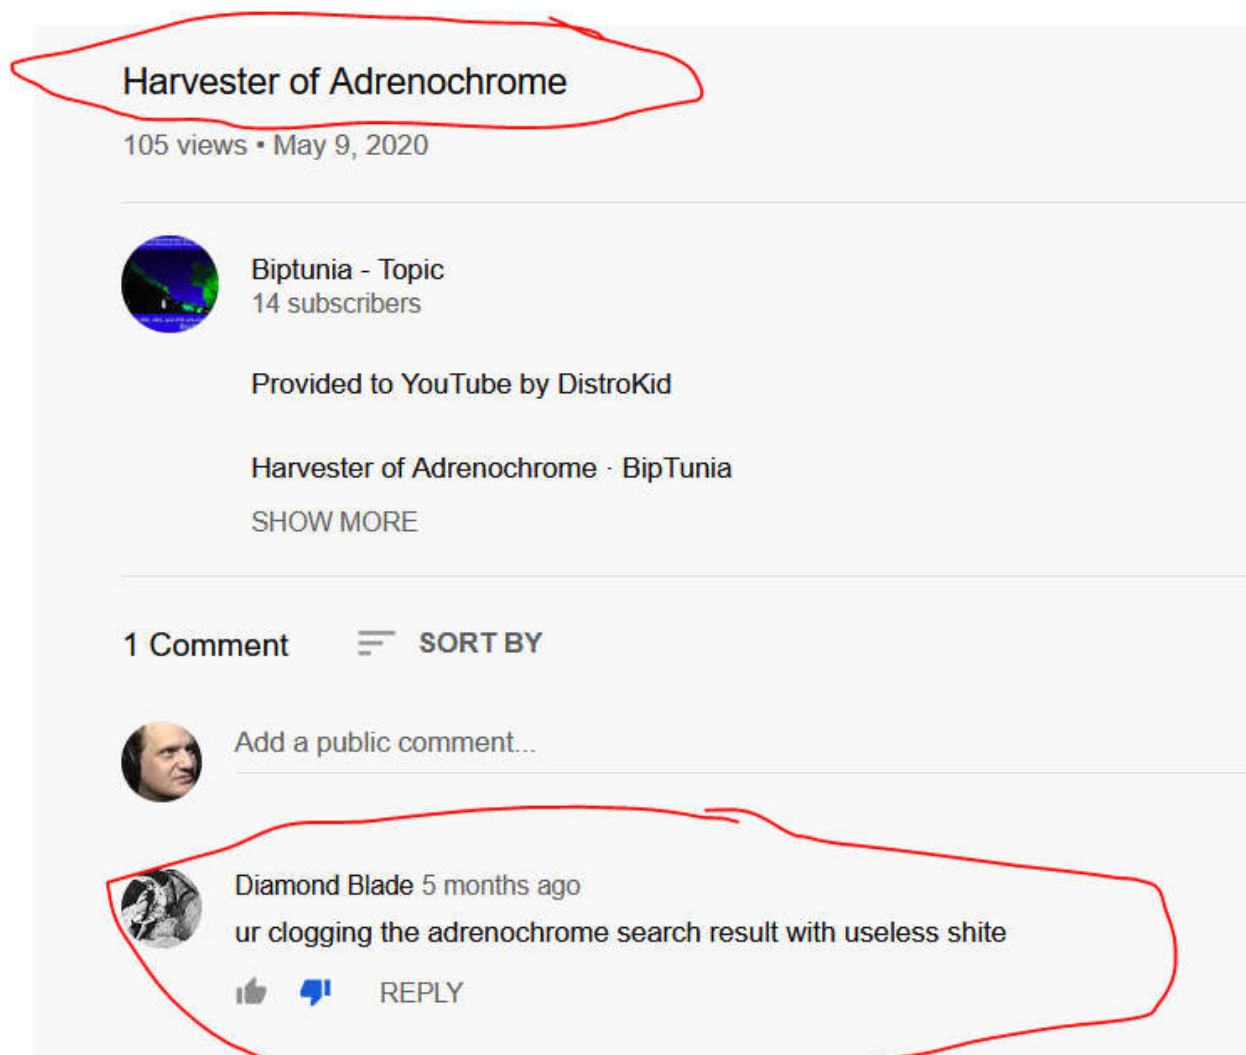 Harvester of Adrenochrome
105 views • May 9, 2020
Biptunia - Topic
14 subscribers
Provided to YouTube by DistroKid
Harvester of Adrenochrome · BipTunia
SHOW MORE
1 Comment SORT BY
Add a public comment...
Diamond Blade 5 months ago
ur clogging the adrenochrome search result with useless shite
REPLY